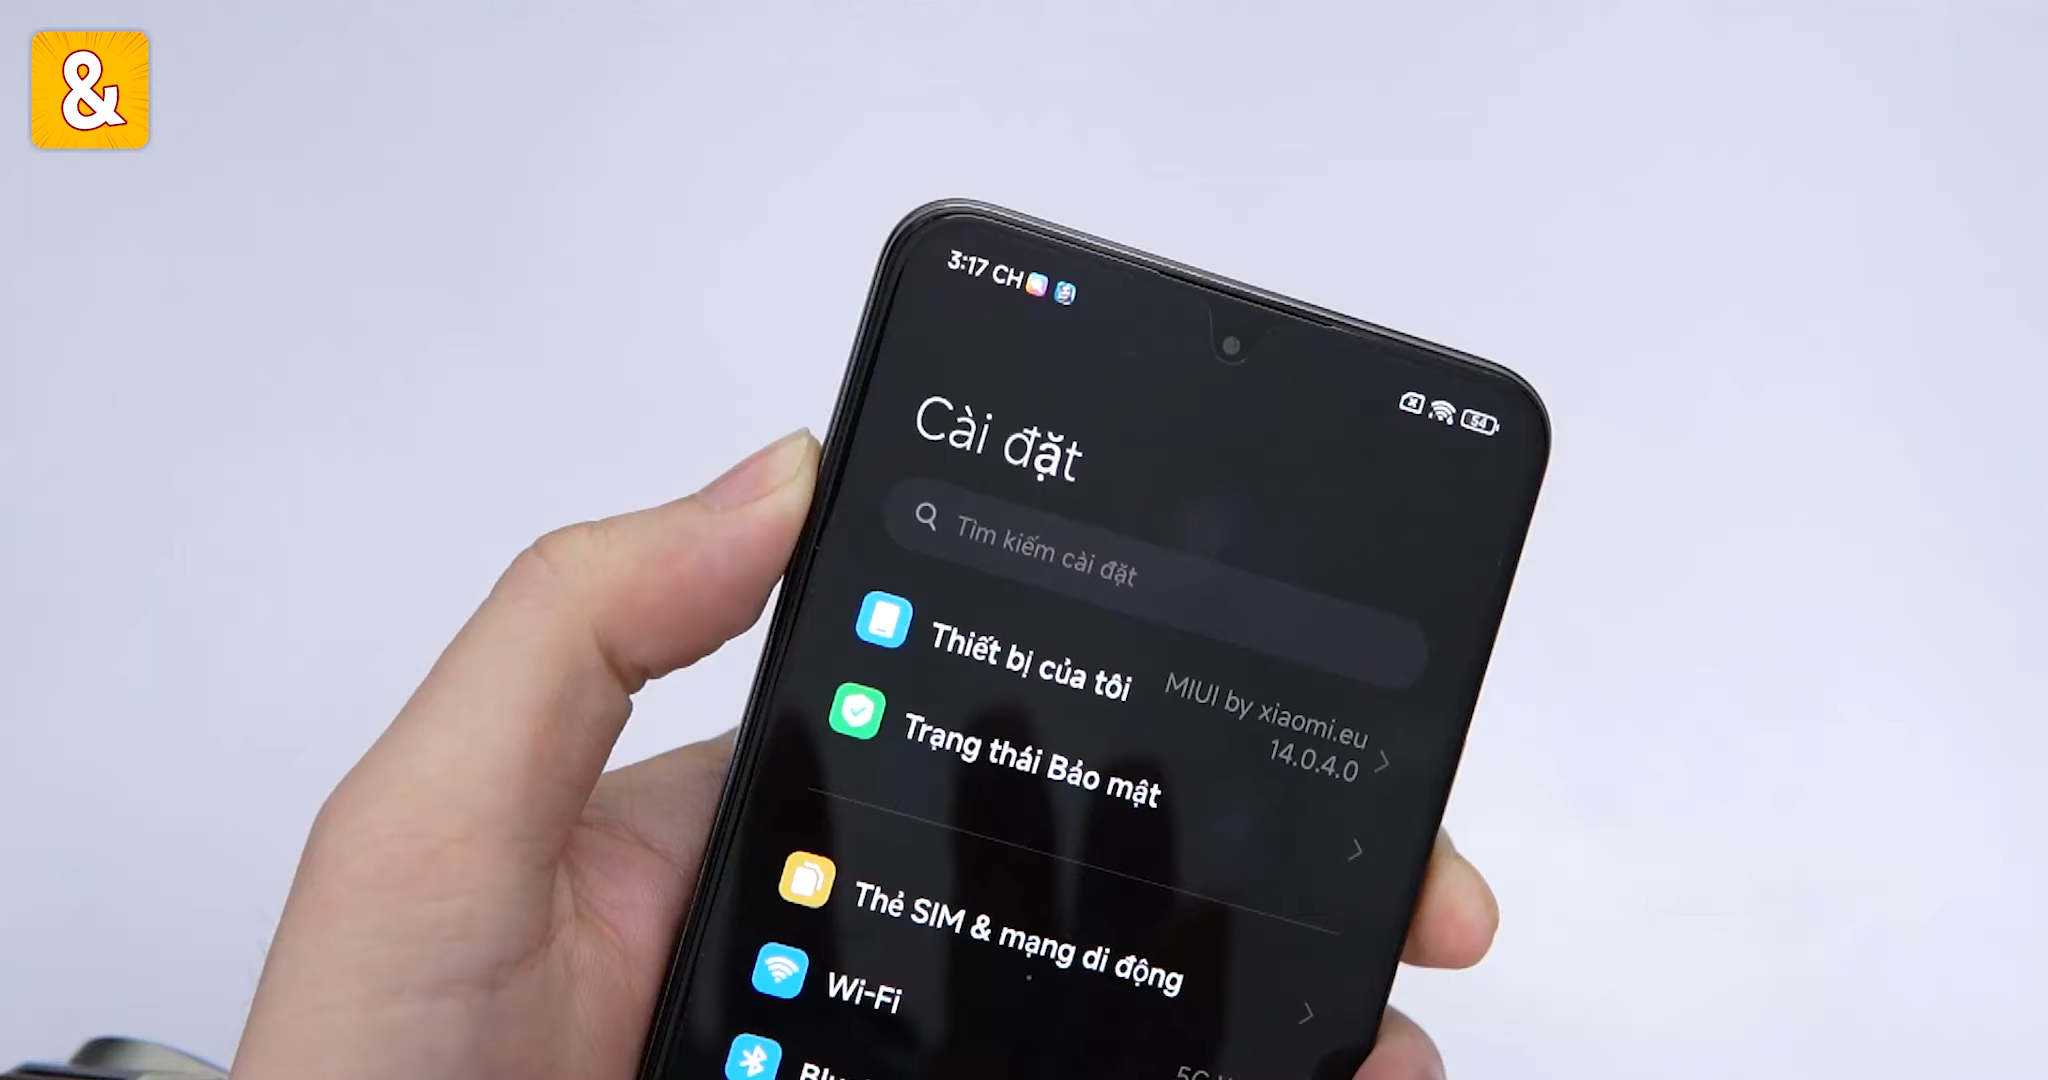 &
3:17 CH
54
Cài đặt
Tìm kiếm cài đặt
Thiết bị của tôi
MIUI by xiaomi.eu
14.0.4.0
Trạng thái Bảo mật
Thẻ SIM & mạng di động
Wi-Fi